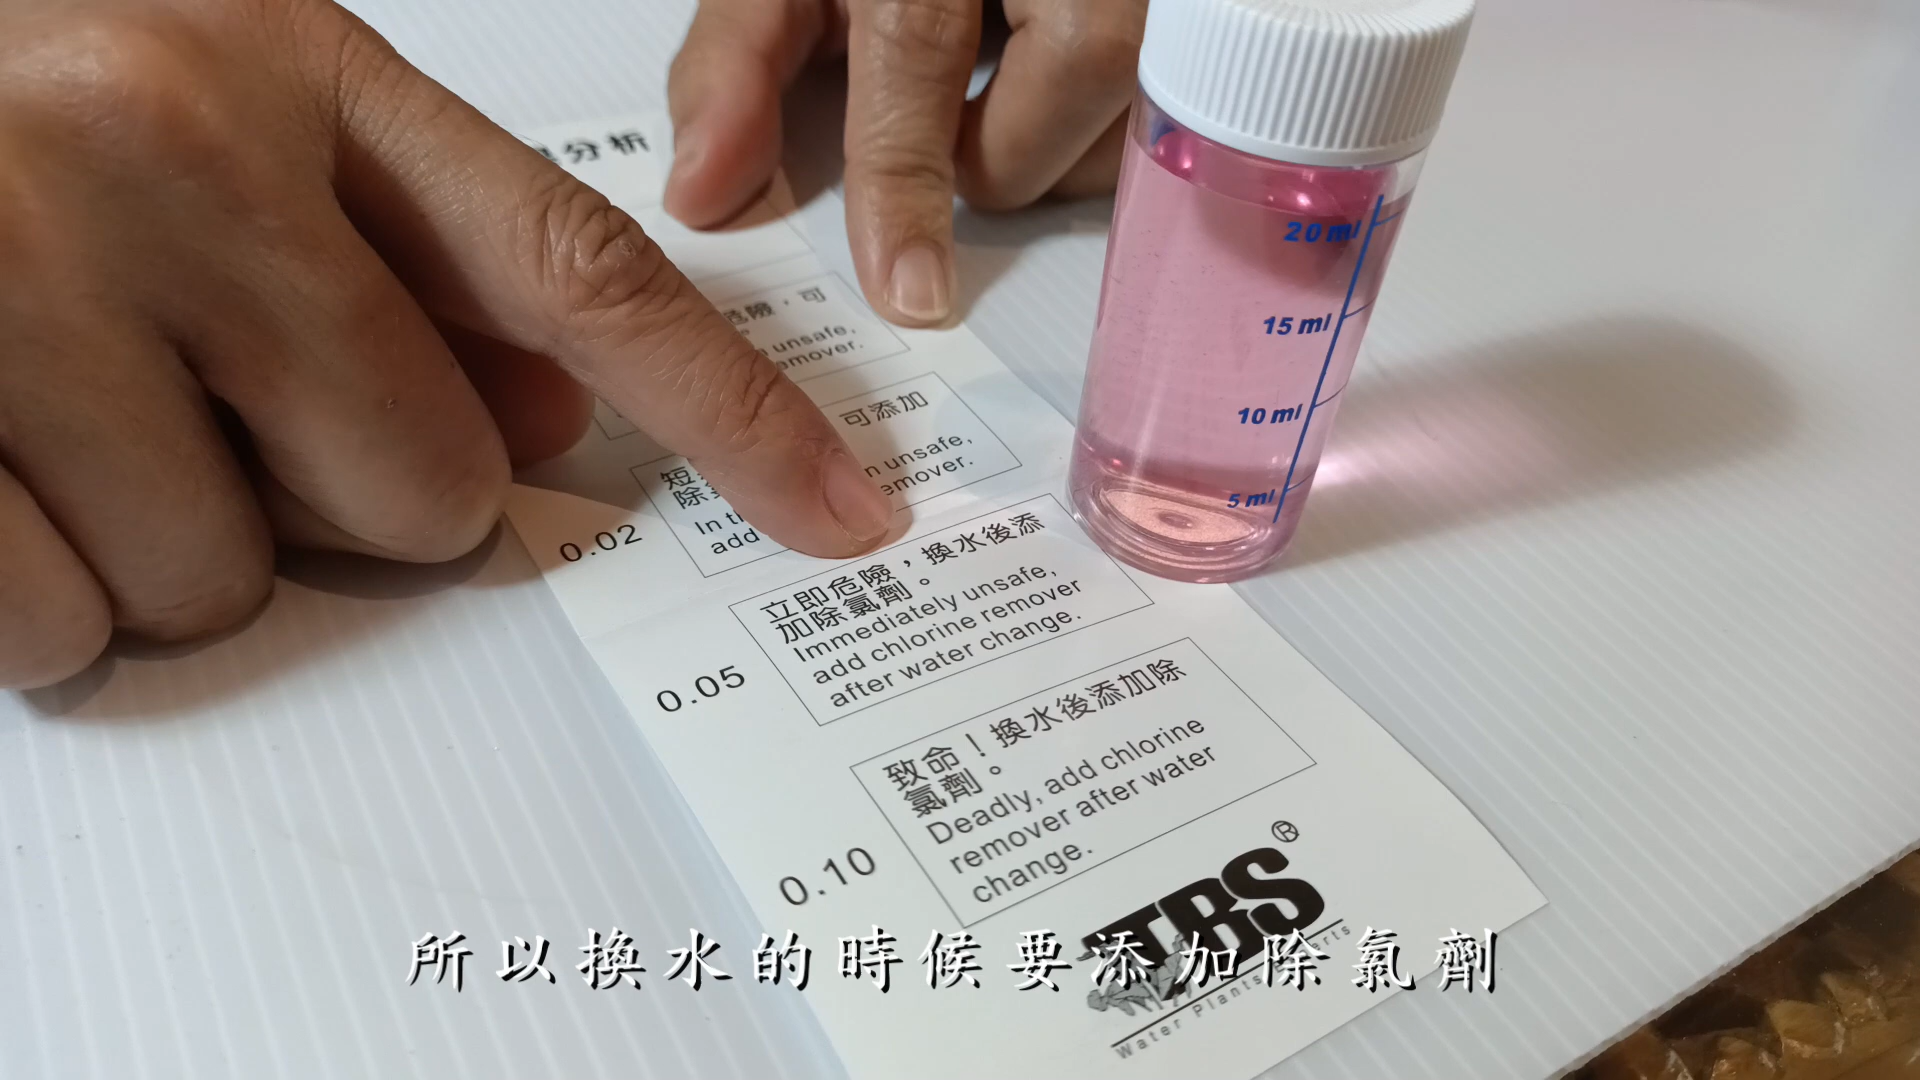 分析
危險，可
unsafe,
emover.
可添加
短
除
In t
n unsafe,
add
emover.
0.02
立即危險，換水後添
加除氯劑。
Immediately unsafe,
add chlorine remover
after water change.
0.05
致命！換水後添加除
氯劑。
Deadly, add chlorine
remover after water
change.
0.10
®
Water Plants
erts
20 ml
15 ml
10 ml
5 ml
所以換水的時候要添加除氯劑